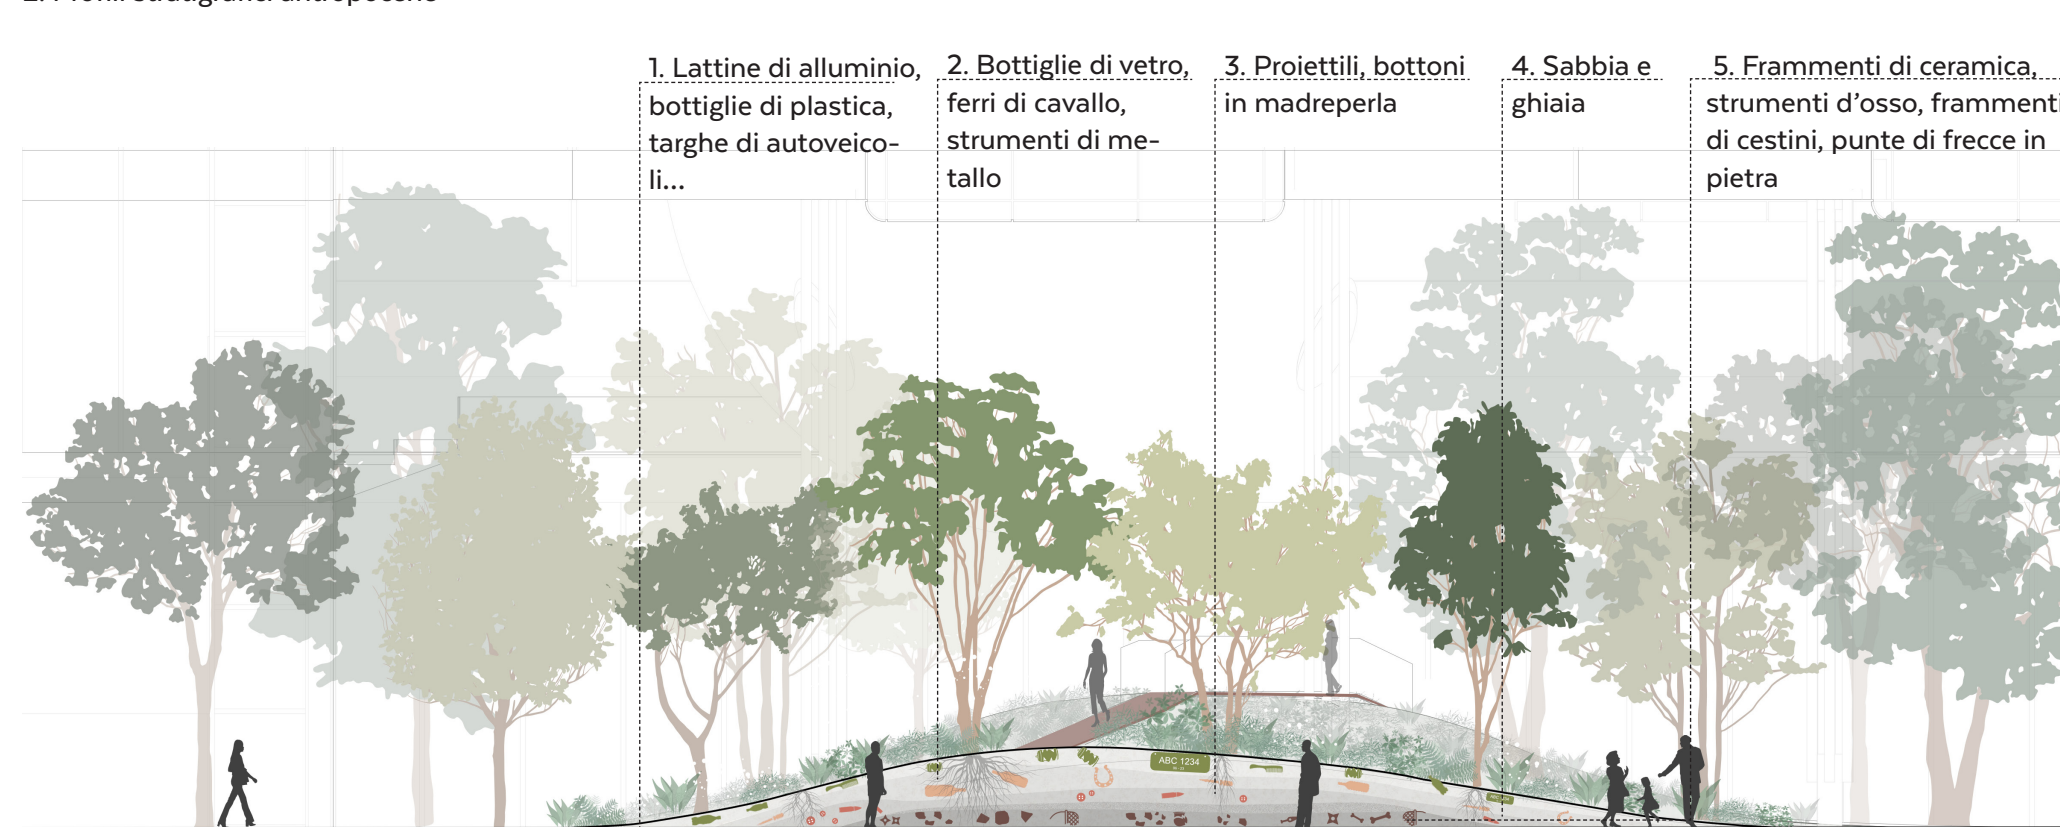 1. Lattine di alluminio,
bottiglie di plastica,
targhe di autoveico-
li...
2. Bottiglie di vetro,
ferri di cavallo,
strumenti di me-
tallo
3. Proiettili, bottoni
in madreperla
4. Sabbia e
ghiaia
5. Frammenti di ceramica,
strumenti d’osso, frammenti
di cestini, punte di frecce in
pietra
ABC 1234